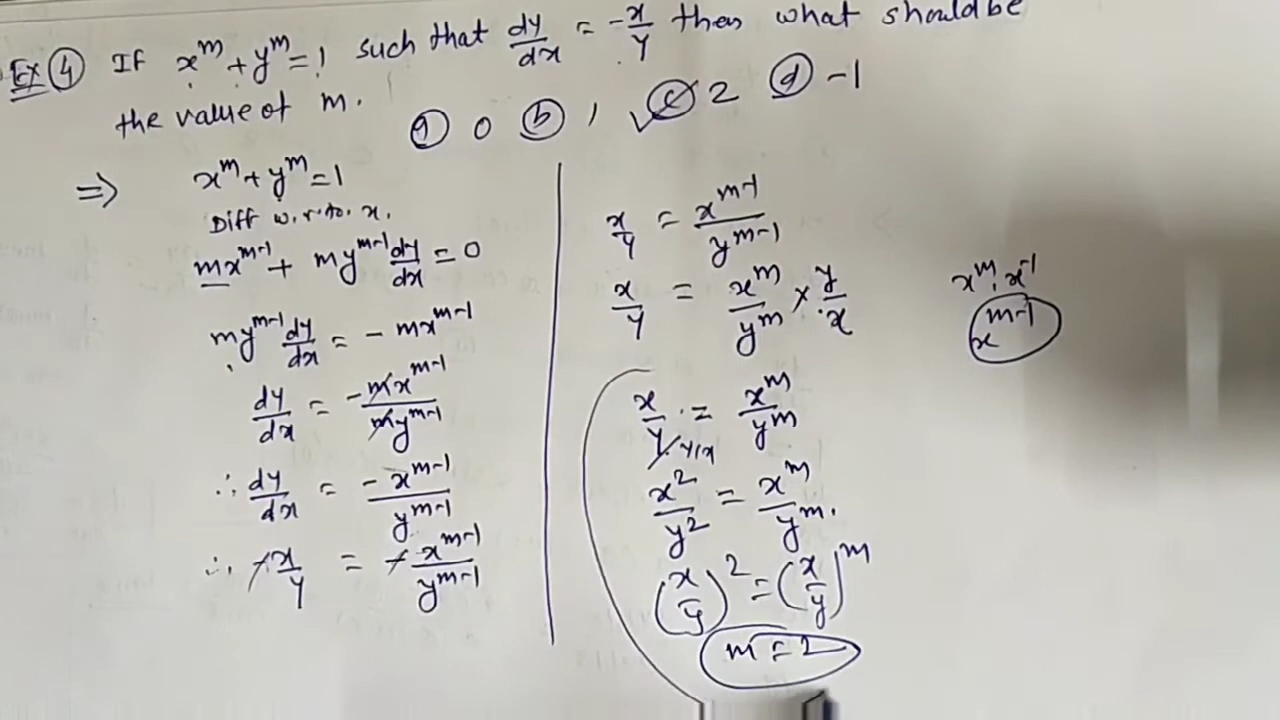 Ex 4 If x^m + y^m = 1 such that dy/dx = -x/y then what should be
the value of m.
a 0 b 1 c 2 d -1
=> x^m + y^m = 1
Diff w.r.to. x.
mx^(m-1) + my^(m-1) dy/dx = 0
my^(m-1) dy/dx = - mx^(m-1)
dy/dx = - mx^(m-1)/my^(m-1)
∴ dy/dx = -x^(m-1)/y^(m-1)
∴ -x/y = -x^(m-1)/y^(m-1)
x/y = x^(m-1)/y^(m-1)
x/y = x^m/y^m × y/x
x/y / y/x = x^m/y^m
x^2/y^2 = x^m/y^m.
(x/y)^2 = (x/y)^m
m = 2
x^m . x^-1
x^(m-1)